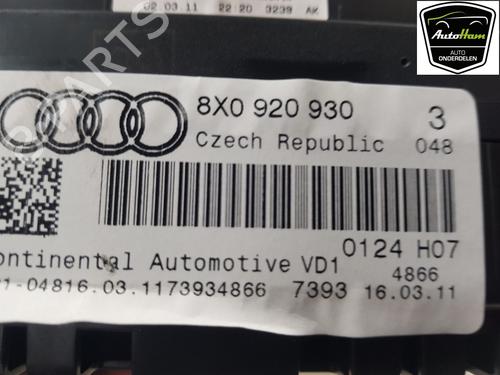 02.03.11 22:20 3239 AK
AutoHam
AUTO
ONDERDELEN
8X0 920 930 3
Czech Republic 048
0124 H07
ontinental Automotive VD1 4866
1-04816.03.1173934866 7393 16.03.11